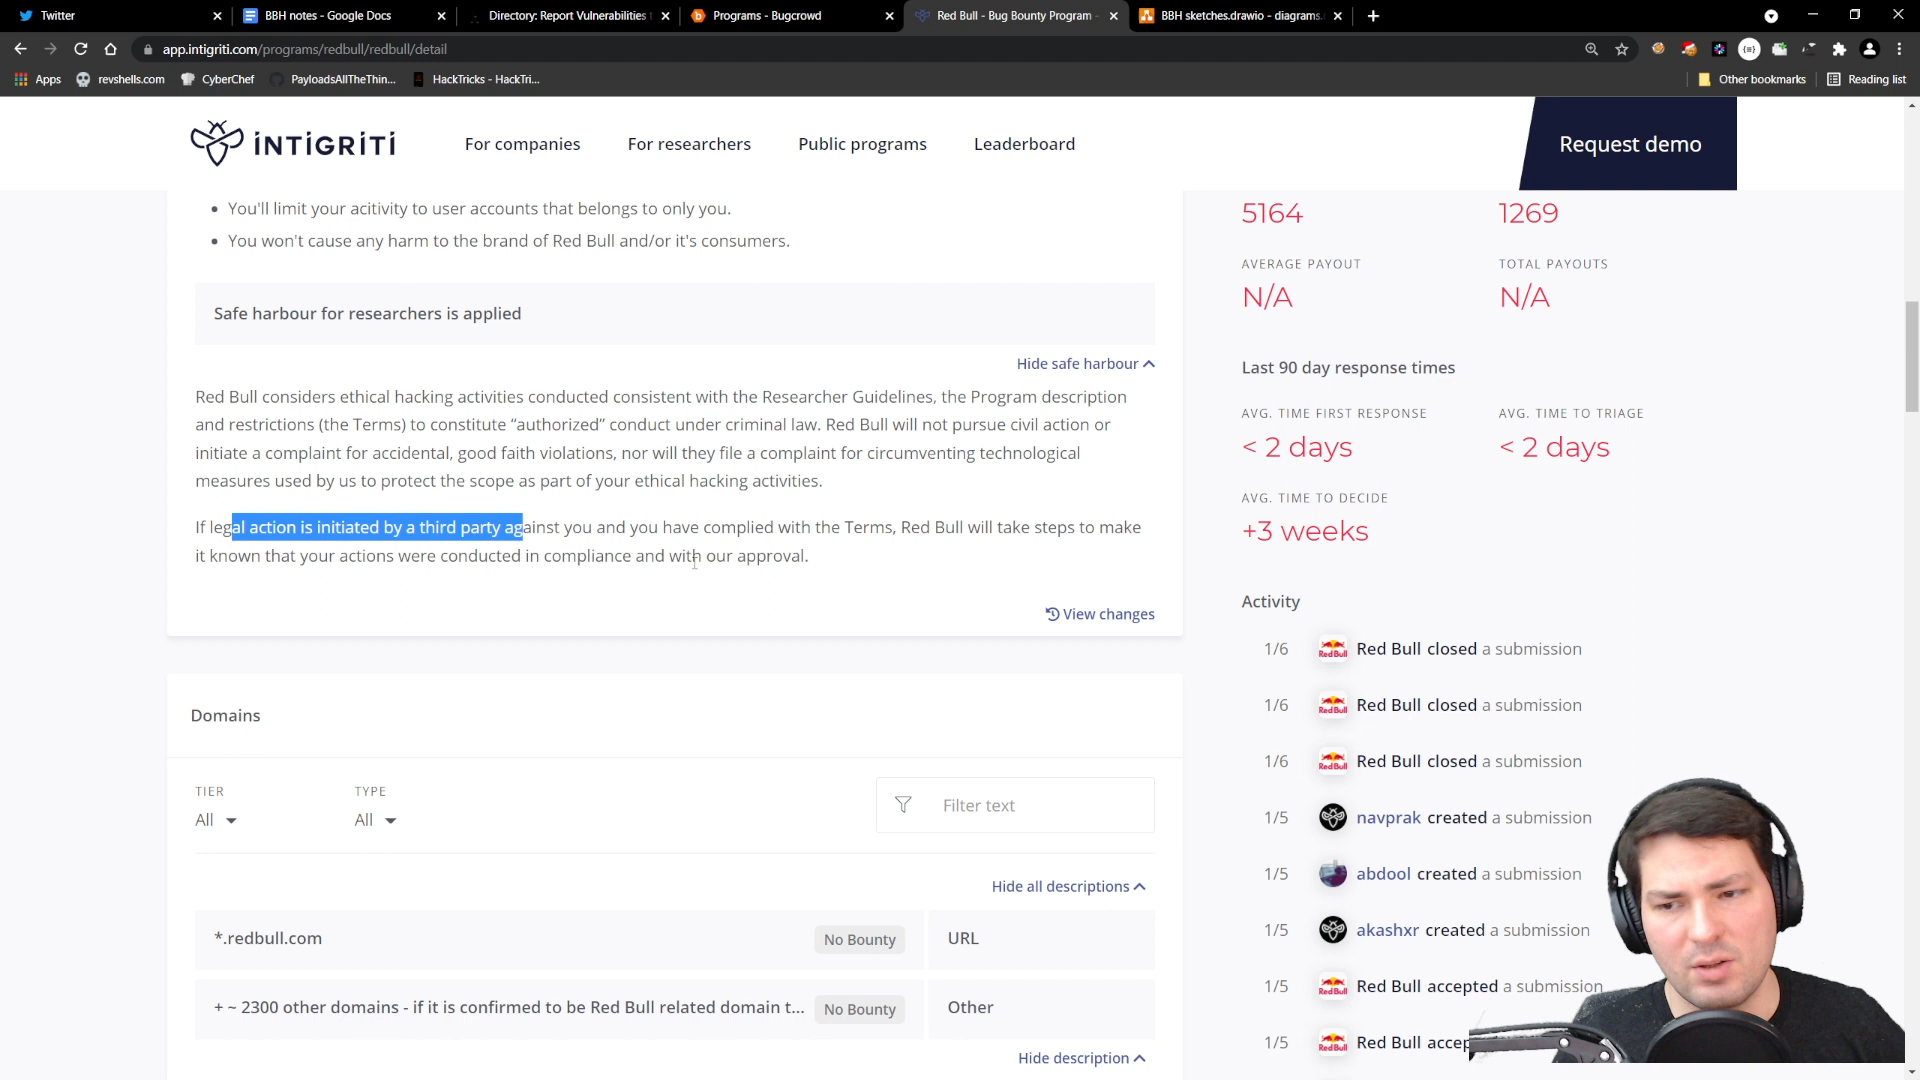 Twitter
BBH notes - Google Docs
Directory: Report Vulnerabilities
Programs - Bugcrowd
Red Bull - Bug Bounty Program -
BBH sketches.drawio - diagrams.
app.intigriti.com/programs/redbull/redbull/detail
Apps
revshells.com
CyberChef
PayloadsAllTheThin...
HackTricks - HackTri...
Other bookmarks
Reading list
INTIGRITI
For companies
For researchers
Public programs
Leaderboard
Request demo
You'll limit your acitivity to user accounts that belongs to only you.
You won't cause any harm to the brand of Red Bull and/or it's consumers.
Safe harbour for researchers is applied
Hide safe harbour
Red Bull considers ethical hacking activities conducted consistent with the Researcher Guidelines, the Program description
and restrictions (the Terms) to constitute “authorized” conduct under criminal law. Red Bull will not pursue civil action or
initiate a complaint for accidental, good faith violations, nor will they file a complaint for circumventing technological
measures used by us to protect the scope as part of your ethical hacking activities.
If legal action is initiated by a third party against you and you have complied with the Terms, Red Bull will take steps to make
it known that your actions were conducted in compliance and with our approval.
View changes
Domains
TIER
TYPE
All
All
Filter text
Hide all descriptions
*.redbull.com
No Bounty
URL
+ ~ 2300 other domains - if it is confirmed to be Red Bull related domain t...
No Bounty
Other
Hide description
5164
1269
AVERAGE PAYOUT
TOTAL PAYOUTS
N/A
N/A
Last 90 day response times
AVG. TIME FIRST RESPONSE
AVG. TIME TO TRIAGE
< 2 days
< 2 days
AVG. TIME TO DECIDE
+3 weeks
Activity
1/6 Red Bull Red Bull closed a submission
1/6 Red Bull Red Bull closed a submission
1/6 Red Bull Red Bull closed a submission
1/5 navprak created a submission
1/5 abdool created a submission
1/5 akashxr created a submission
1/5 Red Bull Red Bull accepted a submission
1/5 Red Bull Red Bull accep